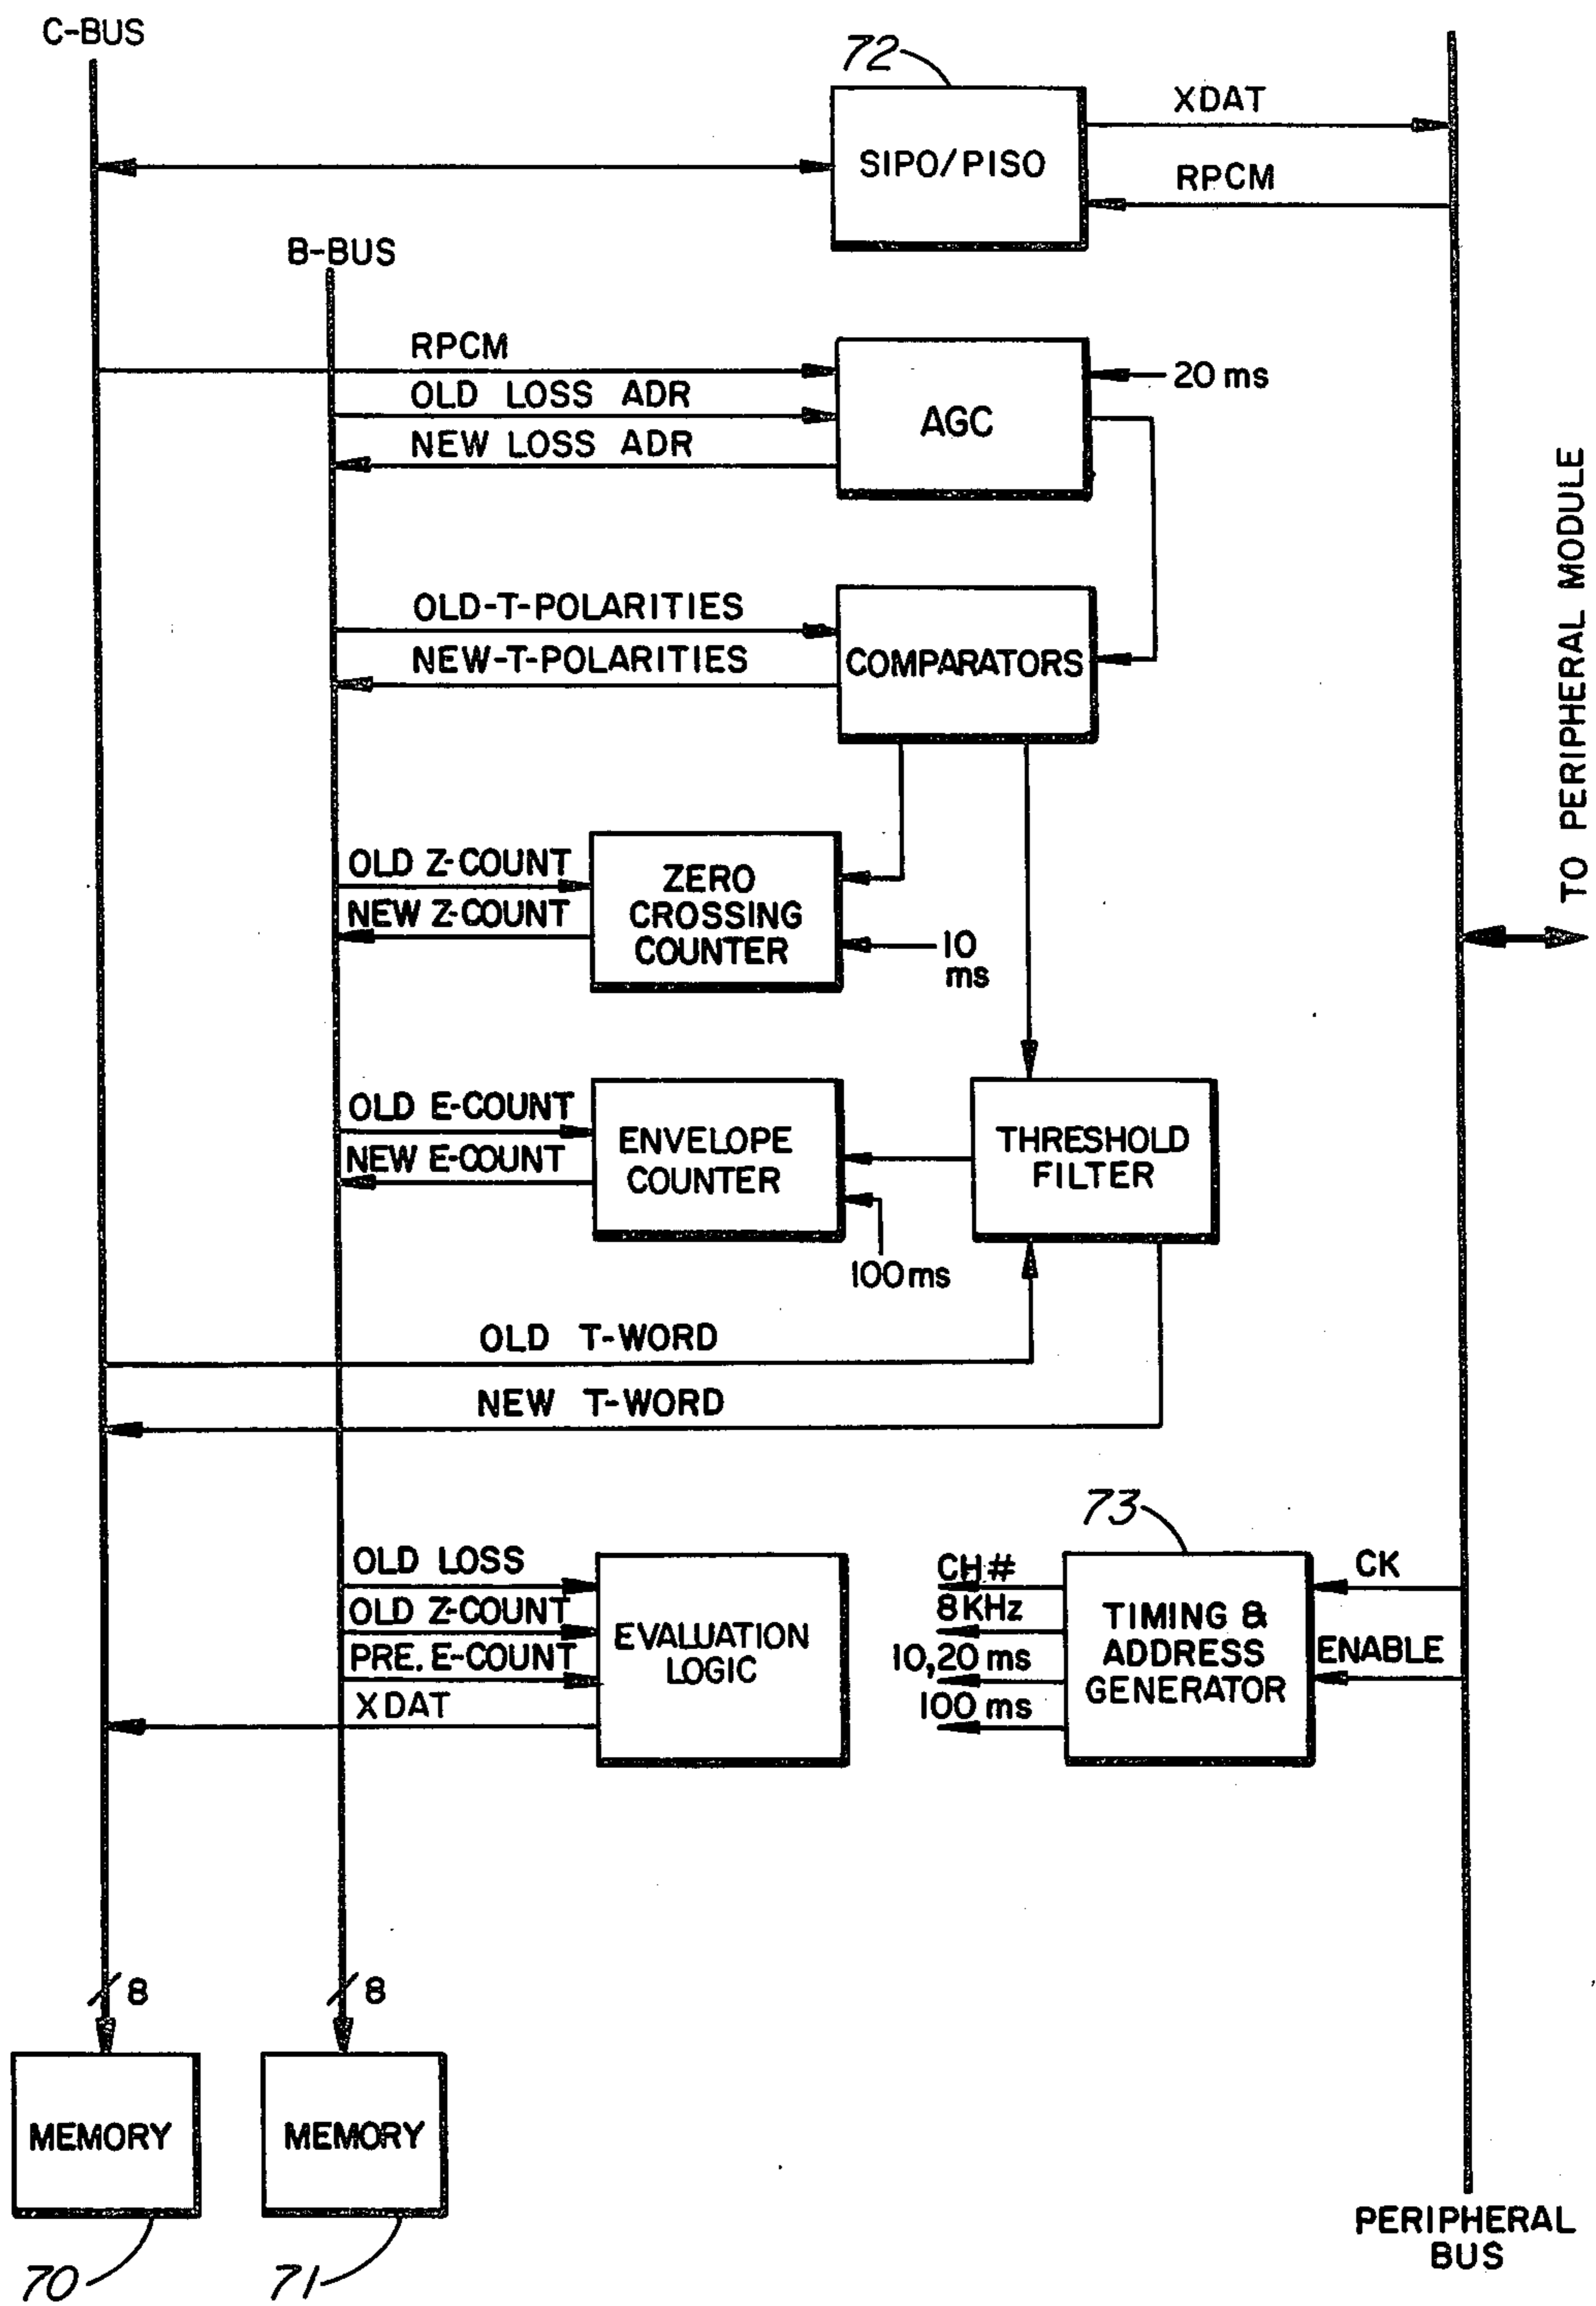 C-BUS
72
XDAT
SIPO/PISO
RPCM
B-BUS
RPCM
OLD LOSS ADR
NEW LOSS ADR
AGC
20 ms
TO PERIPHERAL MODULE
OLD-T-POLARITIES
NEW-T-POLARITIES
COMPARATORS
OLD Z-COUNT
NEW Z-COUNT
ZERO
CROSSING
COUNTER
10
ms
OLD E-COUNT
NEW E-COUNT
ENVELOPE
COUNTER
THRESHOLD
FILTER
100ms
OLD T-WORD
NEW T-WORD
73
OLD LOSS
OLD Z-COUNT
PRE. E-COUNT
XDAT
EVALUATION
LOGIC
CH#
8KHz
10,20 ms
100 ms
TIMING &
ADDRESS
GENERATOR
CK
ENABLE
8
8
MEMORY
MEMORY
70
71
PERIPHERAL
BUS